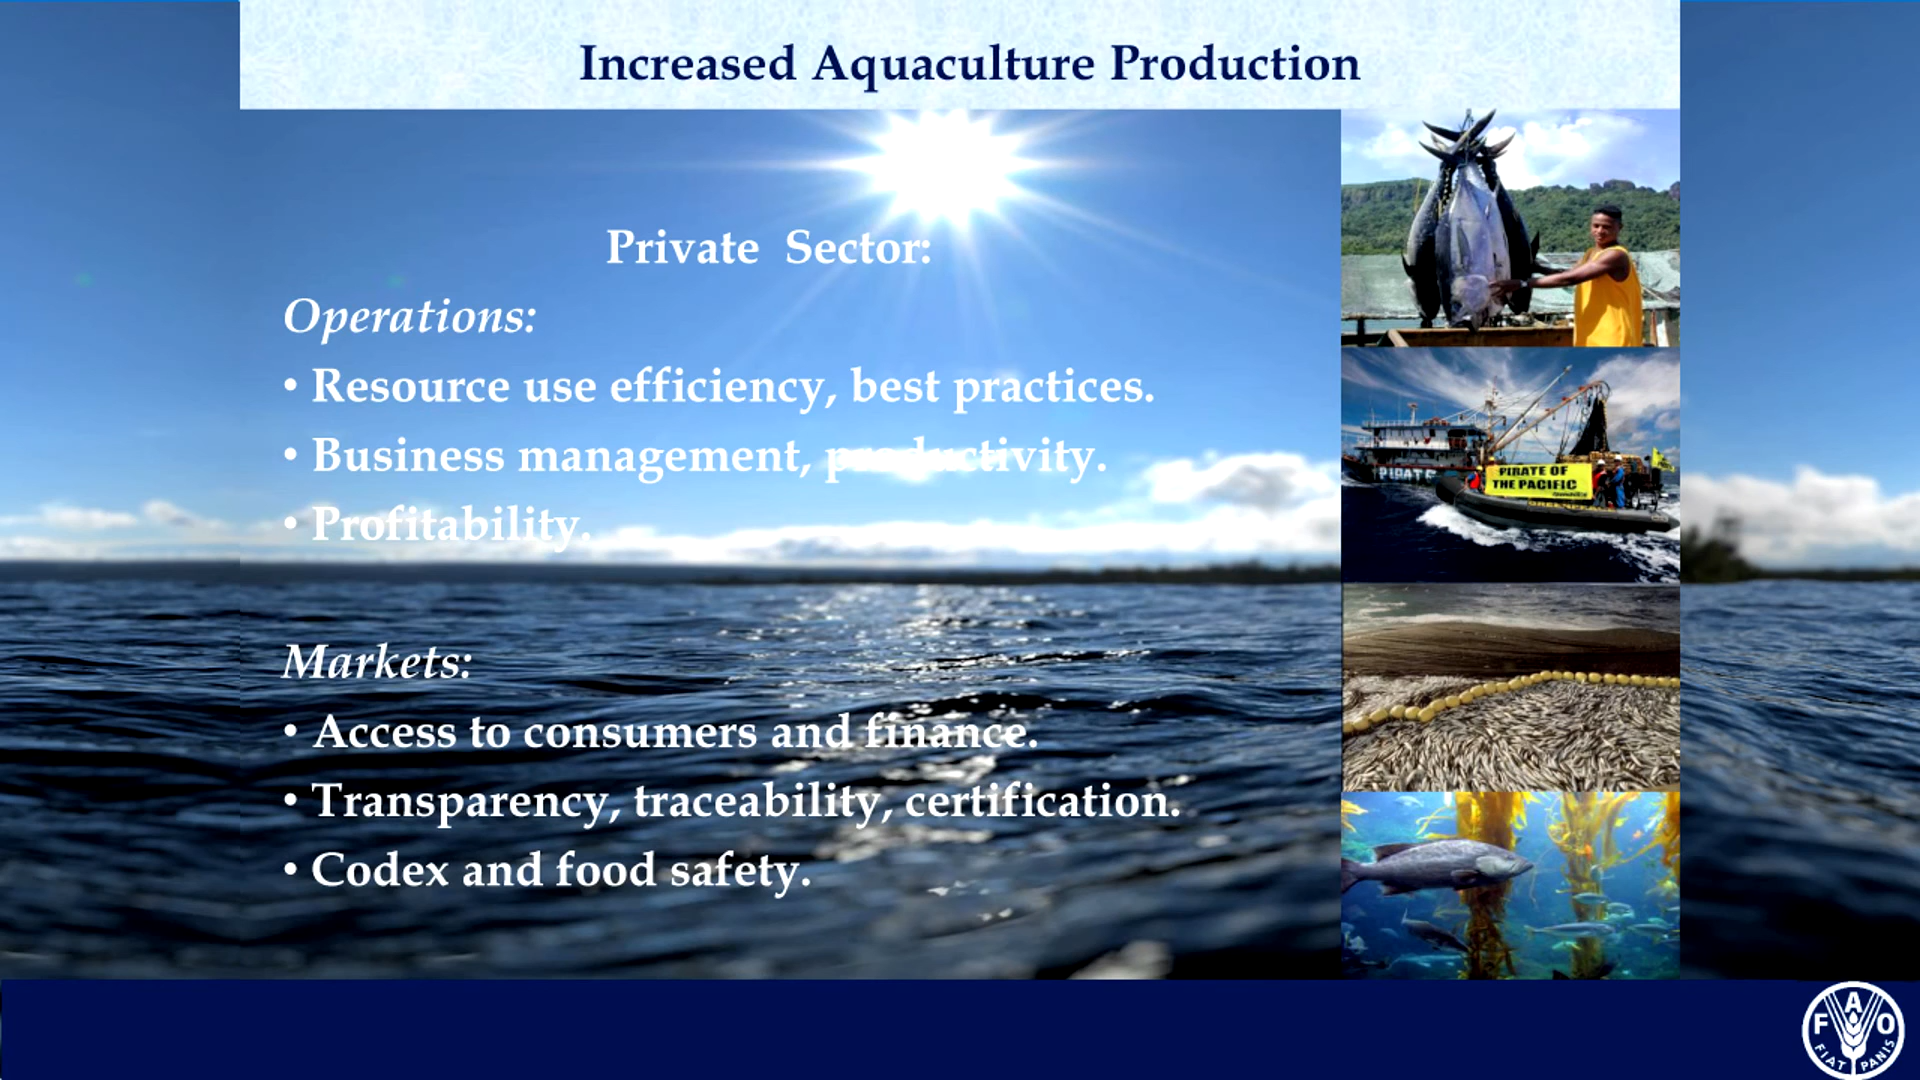 Increased Aquaculture Production
Private Sector:
Operations:
• Resource use efficiency, best practices.
• Business management, productivity.
• Profitability.
Markets:
• Access to consumers and finance.
• Transparency, traceability, certification.
• Codex and food safety.
PIRATE
PIRATE OF
THE PACIFIC
FAO
FIAT PANIS